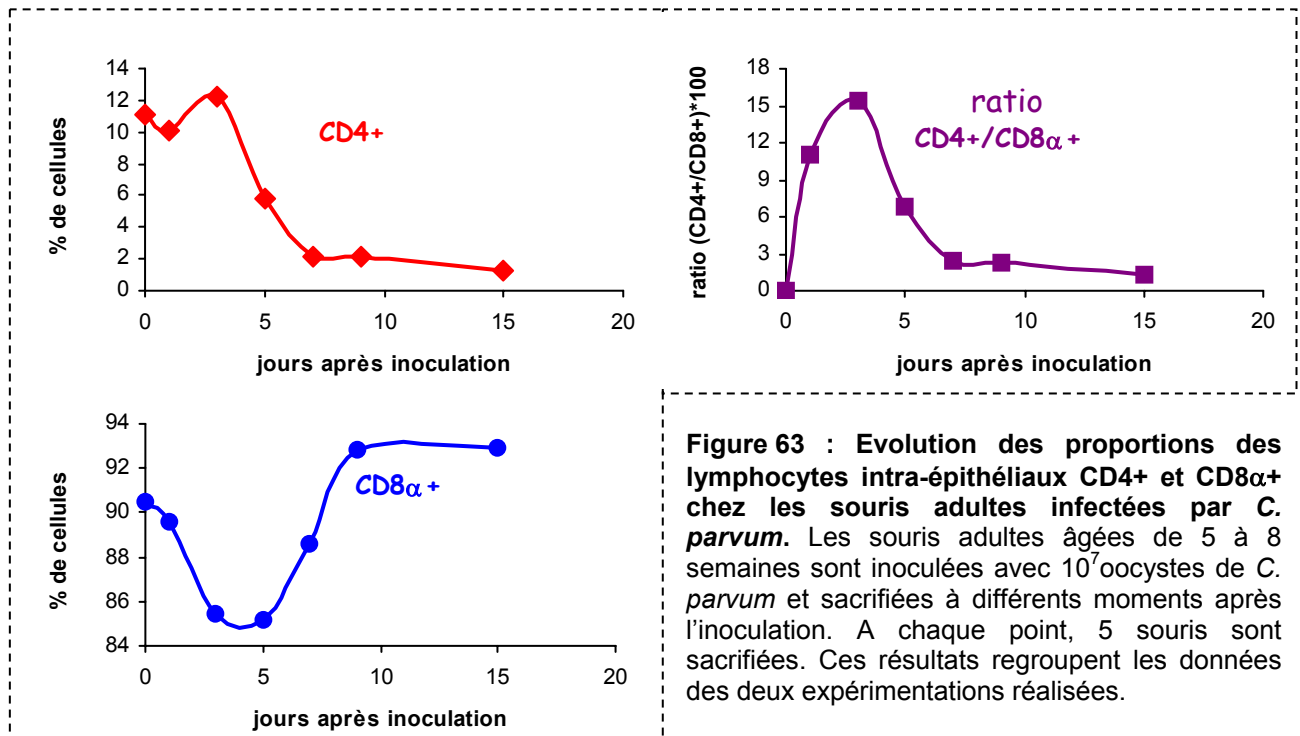 14
12
10
8
6
4
2
0
% de cellules
CD4+
0 5 10 15 20
jours après inoculation
18
15
12
9
6
3
0
ratio (CD4+/CD8+)*100
ratio
CD4+/CD8α+
0 5 10 15 20
jours après inoculation
94
92
90
88
86
84
% de cellules
CD8α+
0 5 10 15 20
jours après inoculation
Figure 63 : Evolution des proportions des
lymphocytes intra-épithéliaux CD4+ et CD8α+
chez les souris adultes infectées par C.
parvum. Les souris adultes âgées de 5 à 8
semaines sont inoculées avec 10⁷oocystes de C.
parvum et sacrifiées à différents moments après
l'inoculation. A chaque point, 5 souris sont
sacrifiées. Ces résultats regroupent les données
des deux expérimentations réalisées.